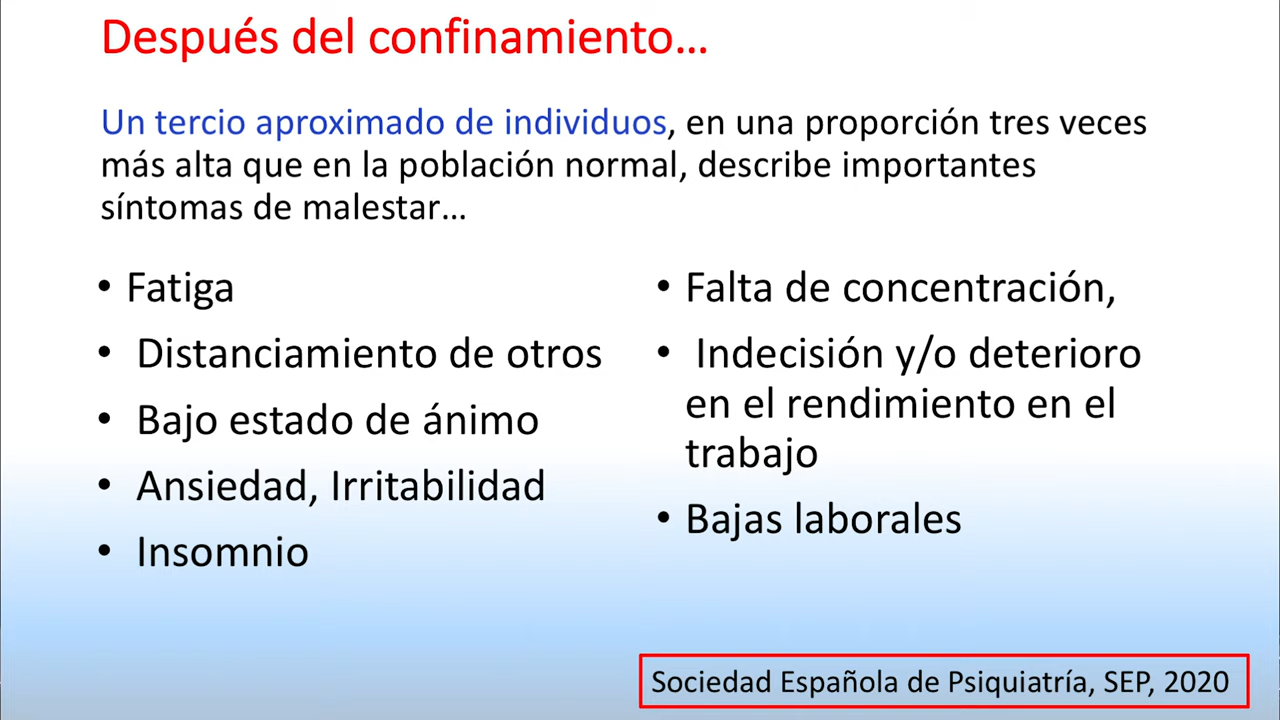 Después del confinamiento...
Un tercio aproximado de individuos, en una proporción tres veces
más alta que en la población normal, describe importantes
síntomas de malestar...
• Fatiga
• Distanciamiento de otros
• Bajo estado de ánimo
• Ansiedad, Irritabilidad
• Insomnio
• Falta de concentración,
• Indecisión y/o deterioro
en el rendimiento en el
trabajo
• Bajas laborales
Sociedad Española de Psiquiatría, SEP, 2020